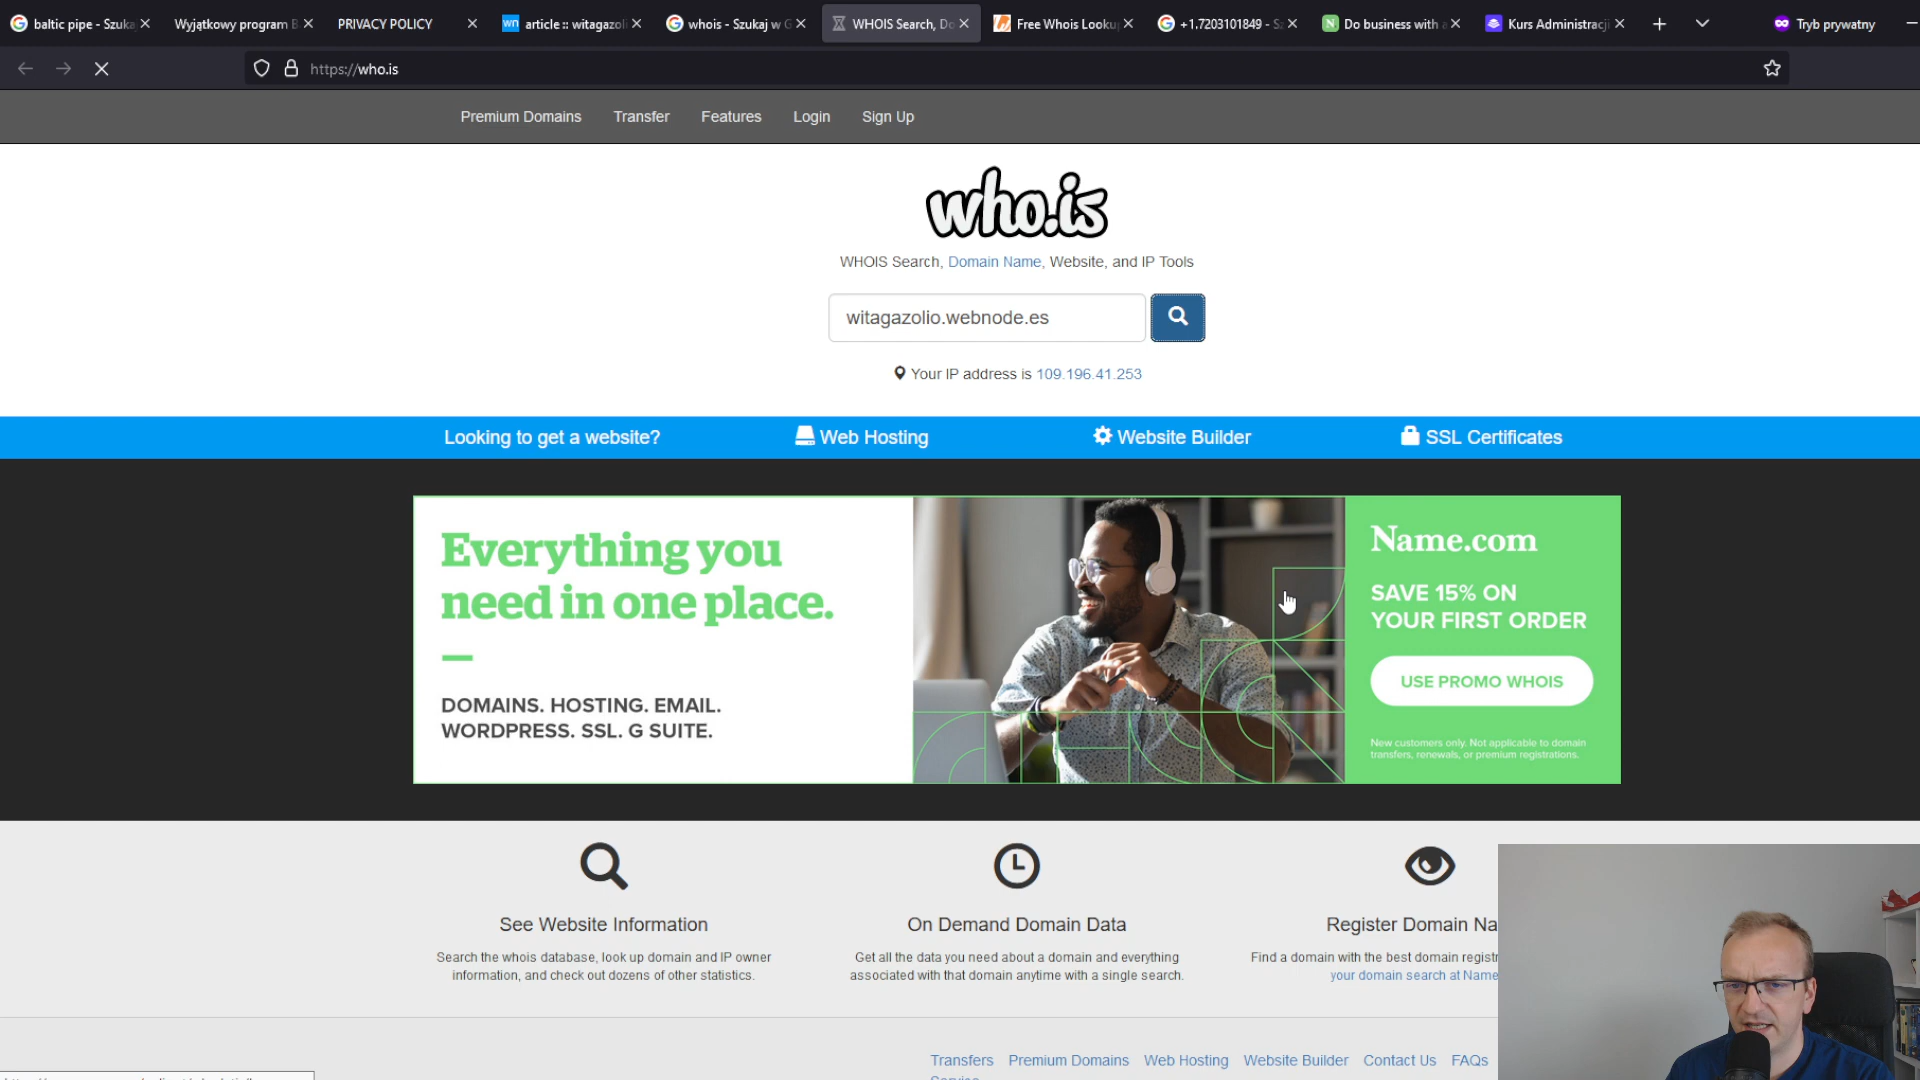 baltic pipe - Szuka
Wyjątkowy program B
PRIVACY POLICY
wn article :: witagazoli
whois - Szukaj w G
WHOIS Search, Do
Free Whois Looku
+1.7203101849 - Sz
N Do business with a
Kurs Administracji
Tryb prywatny
https://who.is
Premium Domains Transfer Features Login Sign Up
who.is
WHOIS Search, Domain Name, Website, and IP Tools
witagazolio.webnode.es
Your IP address is 109.196.41.253
Looking to get a website? Web Hosting Website Builder SSL Certificates
Everything you
need in one place.
DOMAINS. HOSTING. EMAIL.
WORDPRESS. SSL. G SUITE.
Name.com
SAVE 15% ON
YOUR FIRST ORDER
USE PROMO WHOIS
New customers only. Not applicable to domain
transfers, renewals, or premium registrations.
See Website Information
Search the whois database, look up domain and IP owner
information, and check out dozens of other statistics.
On Demand Domain Data
Get all the data you need about a domain and everything
associated with that domain anytime with a single search.
Register Domain Na
Find a domain with the best domain registr
your domain search at Name
Transfers Premium Domains Web Hosting Website Builder Contact Us FAQs